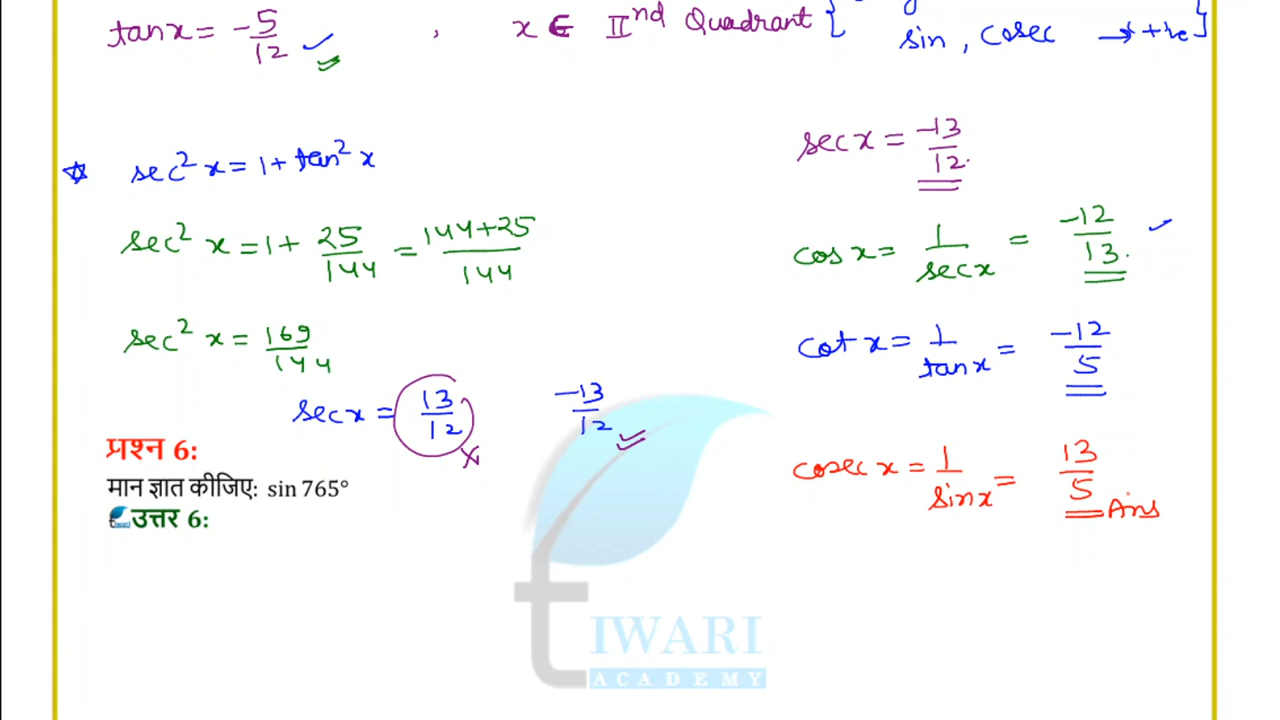 tanx = -5/12 , x ∈ IInd Quadrant {
sin, cosec → +ve }
☆ sec² x = 1 + tan² x
sec² x = 1 + 25/144 = 144+25/144
sec² x = 169/144
sec x = 13/12 -13/12
sec x = -13/12
cos x = 1/sec x = -12/13
cot x = 1/tan x = -12/5
cosec x = 1/sin x = 13/5 Ans
प्रश्न 6:
मान ज्ञात कीजिए: sin 765°
उत्तर 6:
TIWARI
ACADEMY